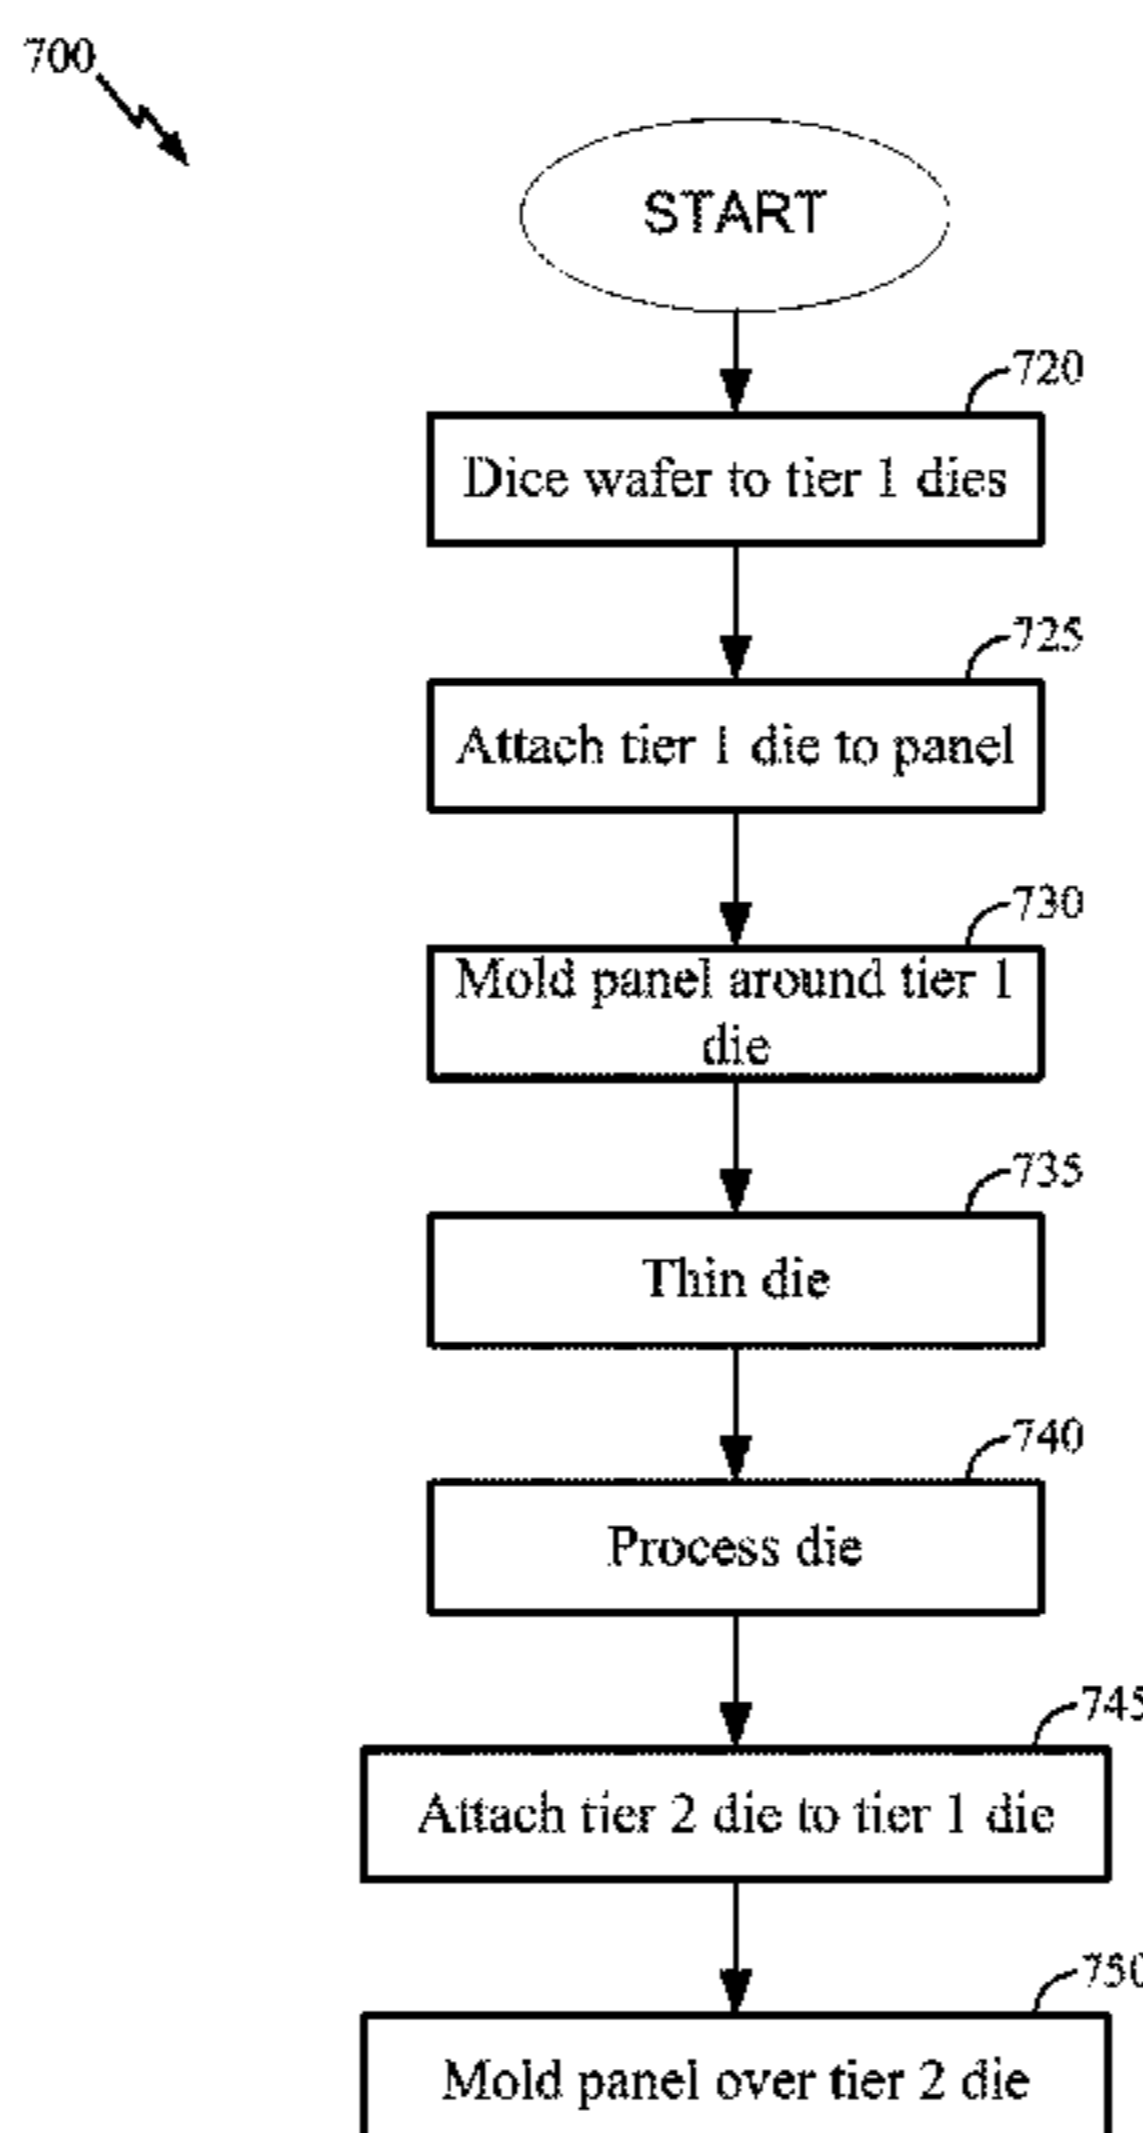 700
START
720
Dice wafer to tier 1 dies
725
Attach tier 1 die to panel
730
Mold panel around tier 1
die
735
Thin die
740
Process die
745
Attach tier 2 die to tier 1 die
750
Mold panel over tier 2 die